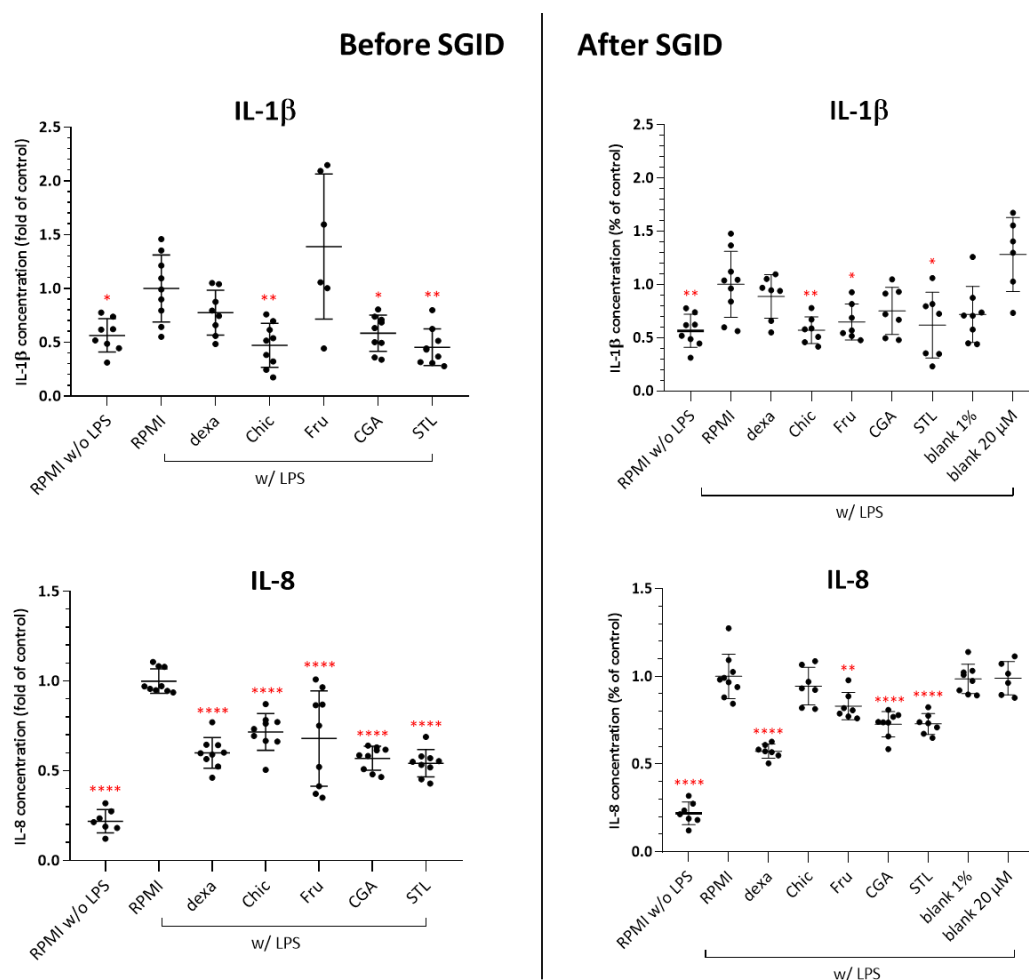 Before SGID
After SGID
IL-1β
IL-1β concentration (fold of control)
2.5
2.0
1.5
1.0
0.5
0.0
*
**
*
**
RPMI w/o LPS
RPMI
dexa
Chic
Fru
CGA
STL
w/ LPS
IL-1β
IL-1β concentration (% of control)
2.5
2.0
1.5
1.0
0.5
0.0
**
**
*
*
RPMI w/o LPS
RPMI
dexa
Chic
Fru
CGA
STL
blank 1%
blank 20 µM
w/ LPS
IL-8
IL-8 concentration (fold of control)
1.5
1.0
0.5
0.0
****
****
****
****
****
****
RPMI w/o LPS
RPMI
dexa
Chic
Fru
CGA
STL
w/ LPS
IL-8
IL-8 concentration (% of control)
1.5
1.0
0.5
0.0
****
****
**
****
****
RPMI w/o LPS
RPMI
dexa
Chic
Fru
CGA
STL
blank 1%
blank 20 µM
w/ LPS